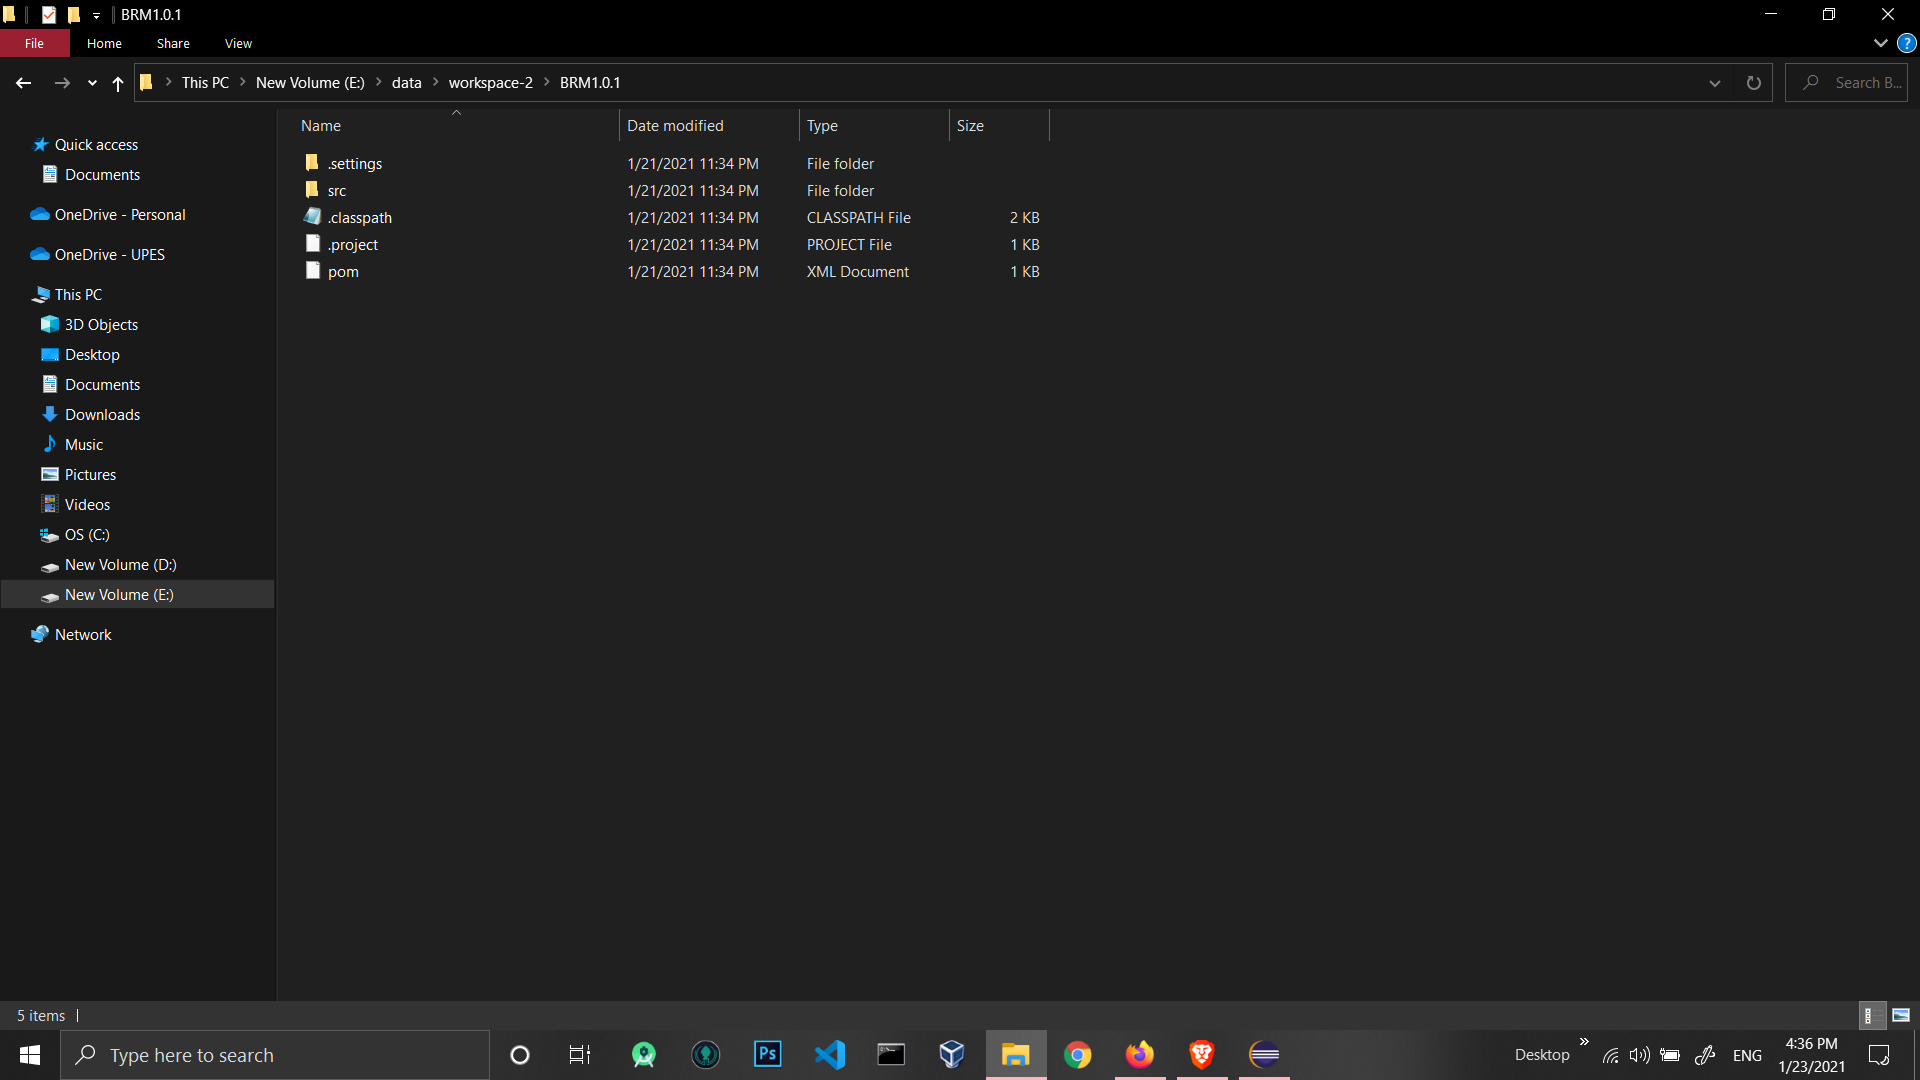 BRM1.0.1
File Home Share View
This PC New Volume (E:) data workspace-2 BRM1.0.1 Search B...
Name Date modified Type Size
.settings 1/21/2021 11:34 PM File folder
src 1/21/2021 11:34 PM File folder
.classpath 1/21/2021 11:34 PM CLASSPATH File 2 KB
.project 1/21/2021 11:34 PM PROJECT File 1 KB
pom 1/21/2021 11:34 PM XML Document 1 KB
Quick access
Documents
OneDrive - Personal
OneDrive - UPES
This PC
3D Objects
Desktop
Documents
Downloads
Music
Pictures
Videos
OS (C:)
New Volume (D:)
New Volume (E:)
Network
5 items
Type here to search Ps Desktop ENG
4:36 PM
1/23/2021